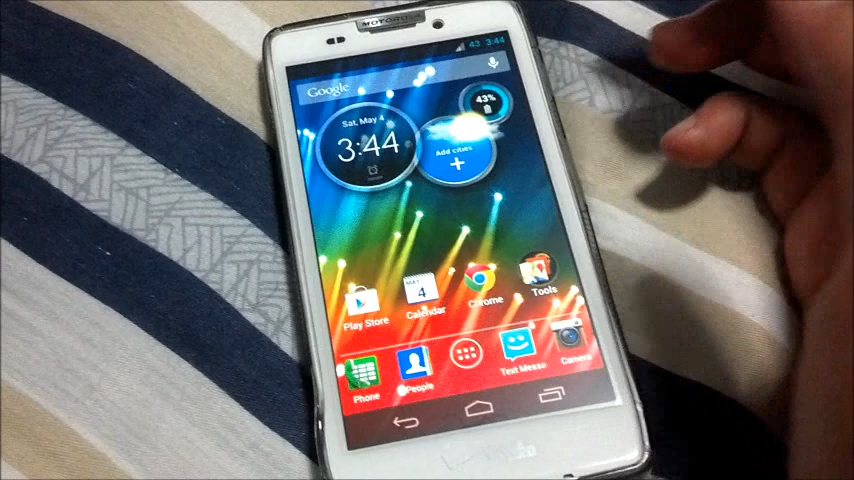 MOTOROLA
43 3:44
Google
43%
Sat, May 4
3:44
Add cities
+
MAY
4
Play Store
Calendar
Chrome
Tools
Phone
People
Text Messa
Camera